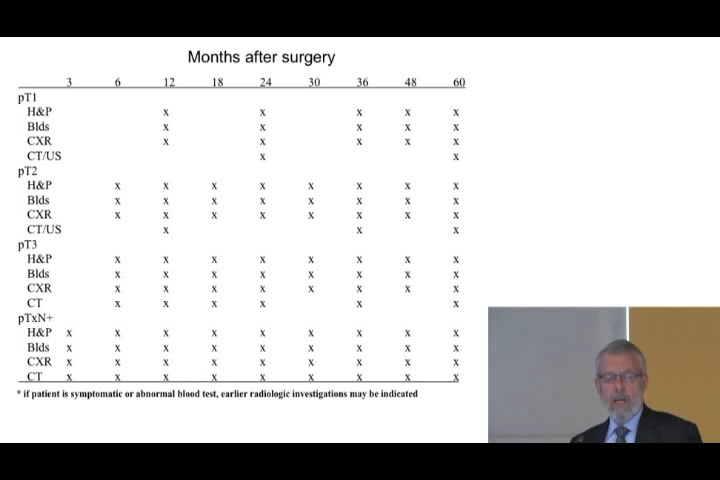 Months after surgery
3 6 12 18 24 30 36 48 60
pT1
H&P x x x x x
Blds x x x x x
CXR x x x x x
CT/US x x
pT2
H&P x x x x x x x x
Blds x x x x x x x x
CXR x x x x x x x x
CT/US x x x
pT3
H&P x x x x x x x x
Blds x x x x x x x x
CXR x x x x x x x x
CT x x x x x x
pTxN+
H&P x x x x x x x x x
Blds x x x x x x x x x
CXR x x x x x x x x x
CT x x x x x x x x x
* if patient is symptomatic or abnormal blood test, earlier radiologic investigations may be indicated